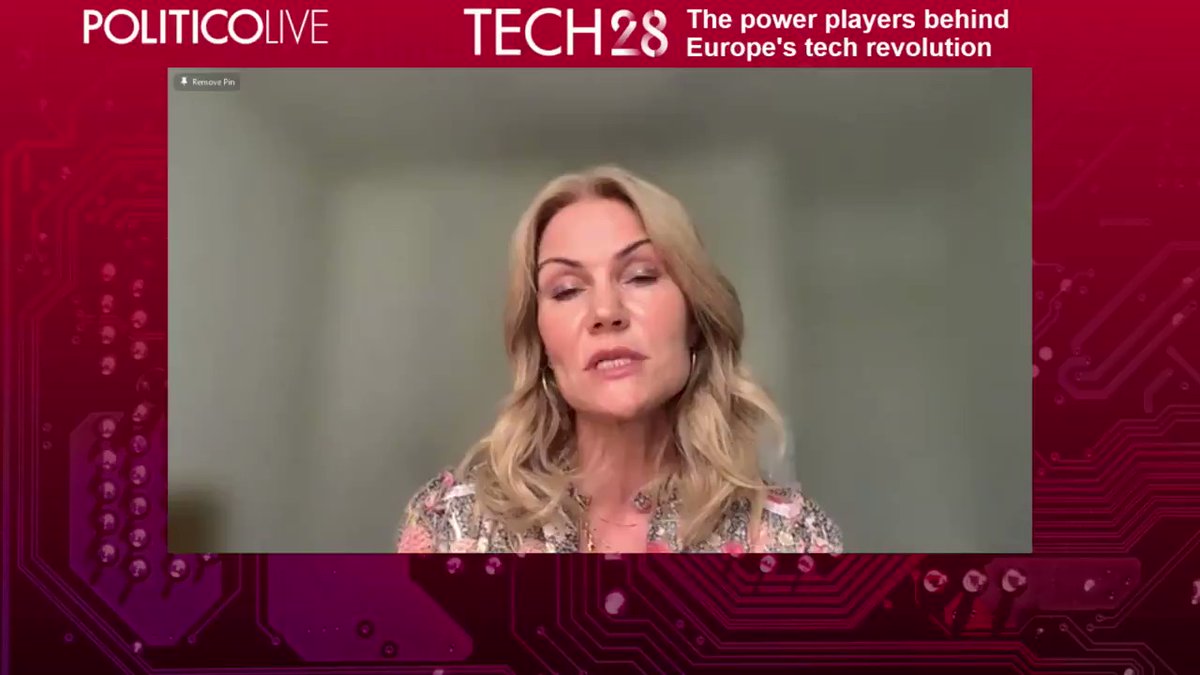 POLITICOLIVE
TECH28
The power players behind
Europe's tech revolution
Remove Pin